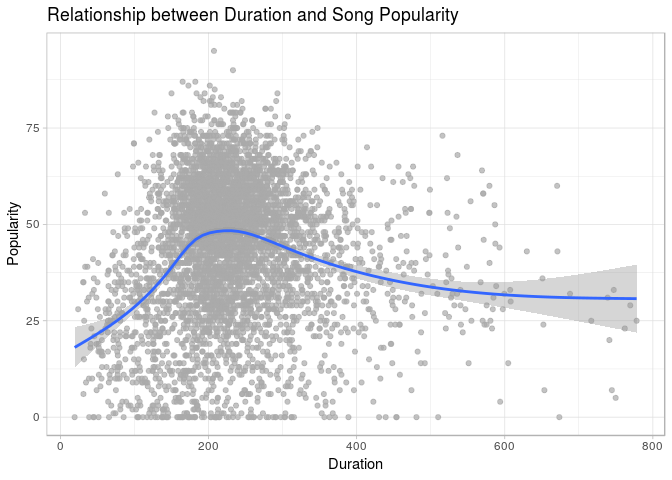 Relationship between Duration and Song Popularity
75
50
25
0
Popularity
0 200 400 600 800
Duration